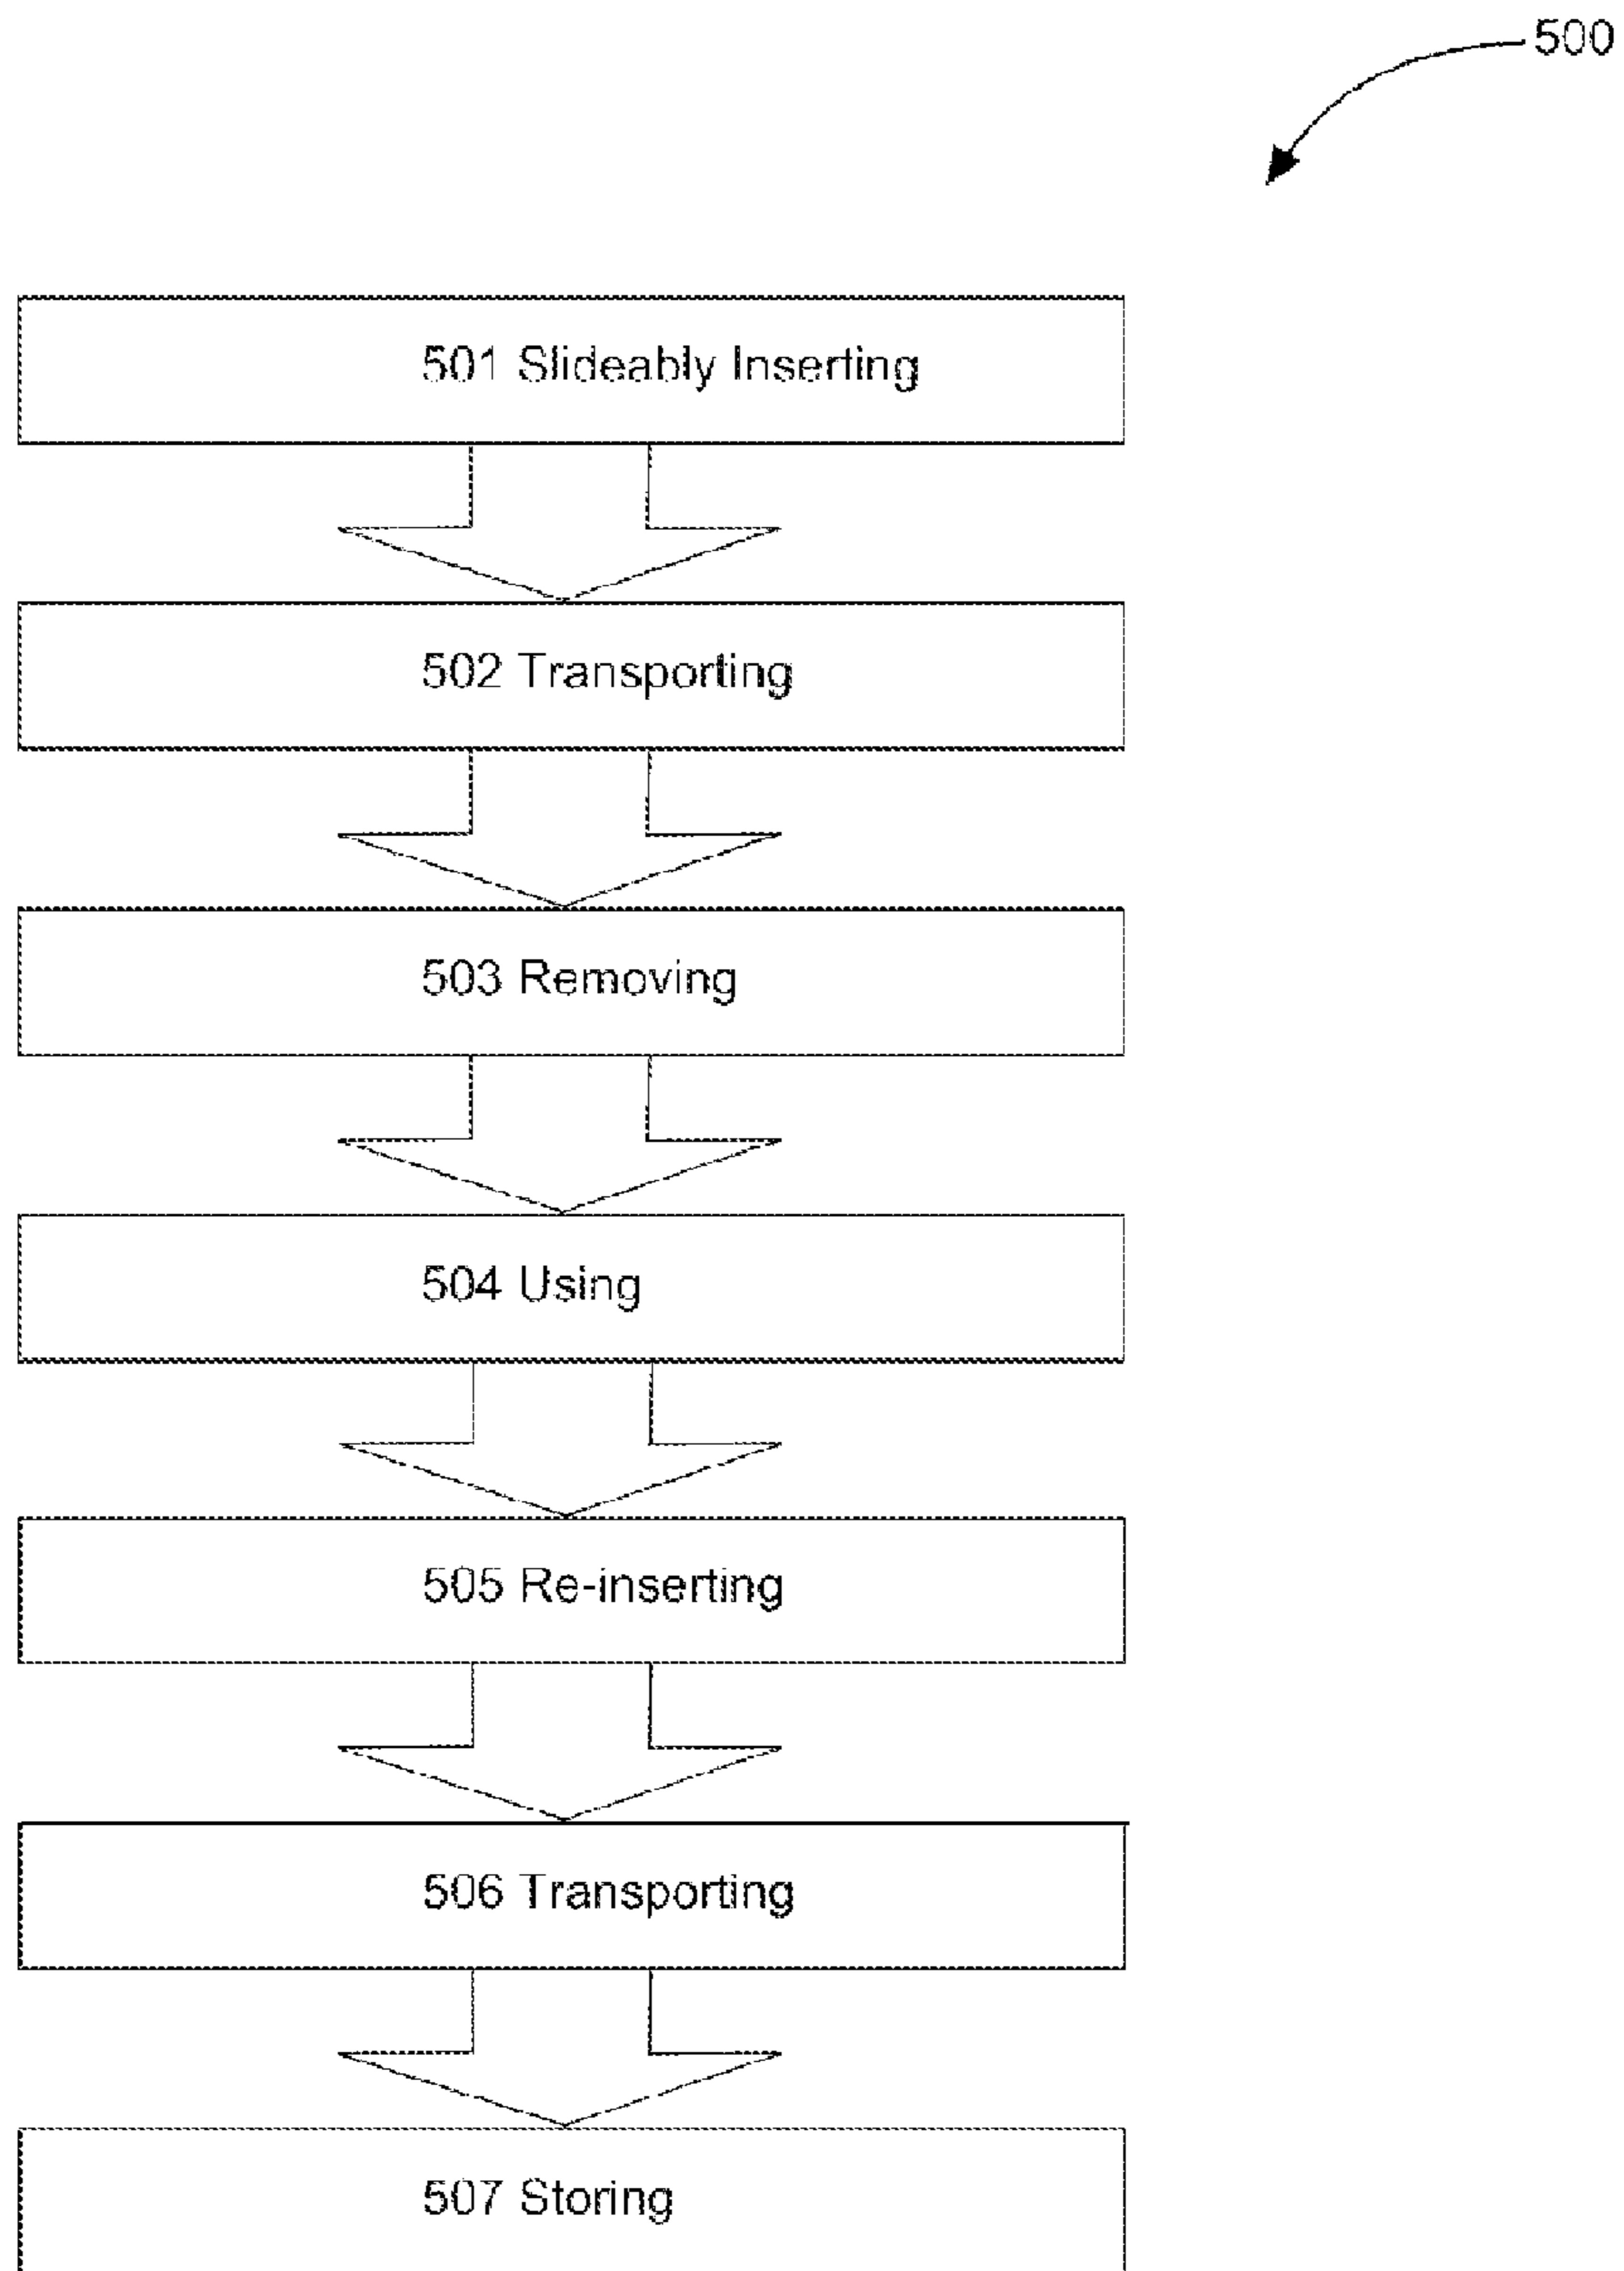 500
501 Slideably Inserting
502 Transporting
503 Removing
504 Using
505 Re-inserting
506 Transporting
507 Storing